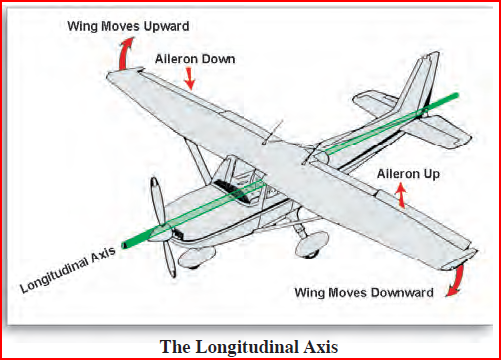 Wing Moves Upward
Aileron Down
Aileron Up
Longitudinal Axis
Wing Moves Downward
The Longitudinal Axis